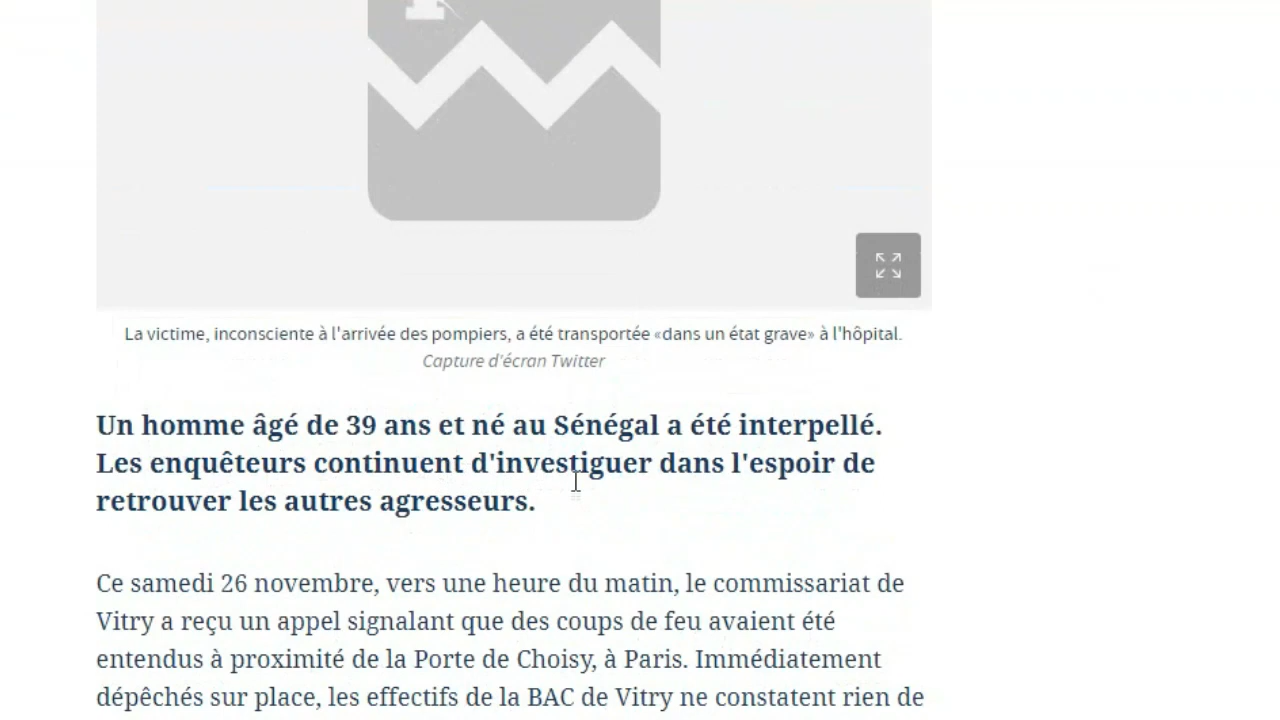 La victime, inconsciente à l'arrivée des pompiers, a été transportée «dans un état grave» à l'hôpital.
Capture d'écran Twitter
Un homme âgé de 39 ans et né au Sénégal a été interpellé.
Les enquêteurs continuent d'investiguer dans l'espoir de
retrouver les autres agresseurs.
Ce samedi 26 novembre, vers une heure du matin, le commissariat de
Vitry a reçu un appel signalant que des coups de feu avaient été
entendus à proximité de la Porte de Choisy, à Paris. Immédiatement
dépêchés sur place, les effectifs de la BAC de Vitry ne constatent rien de